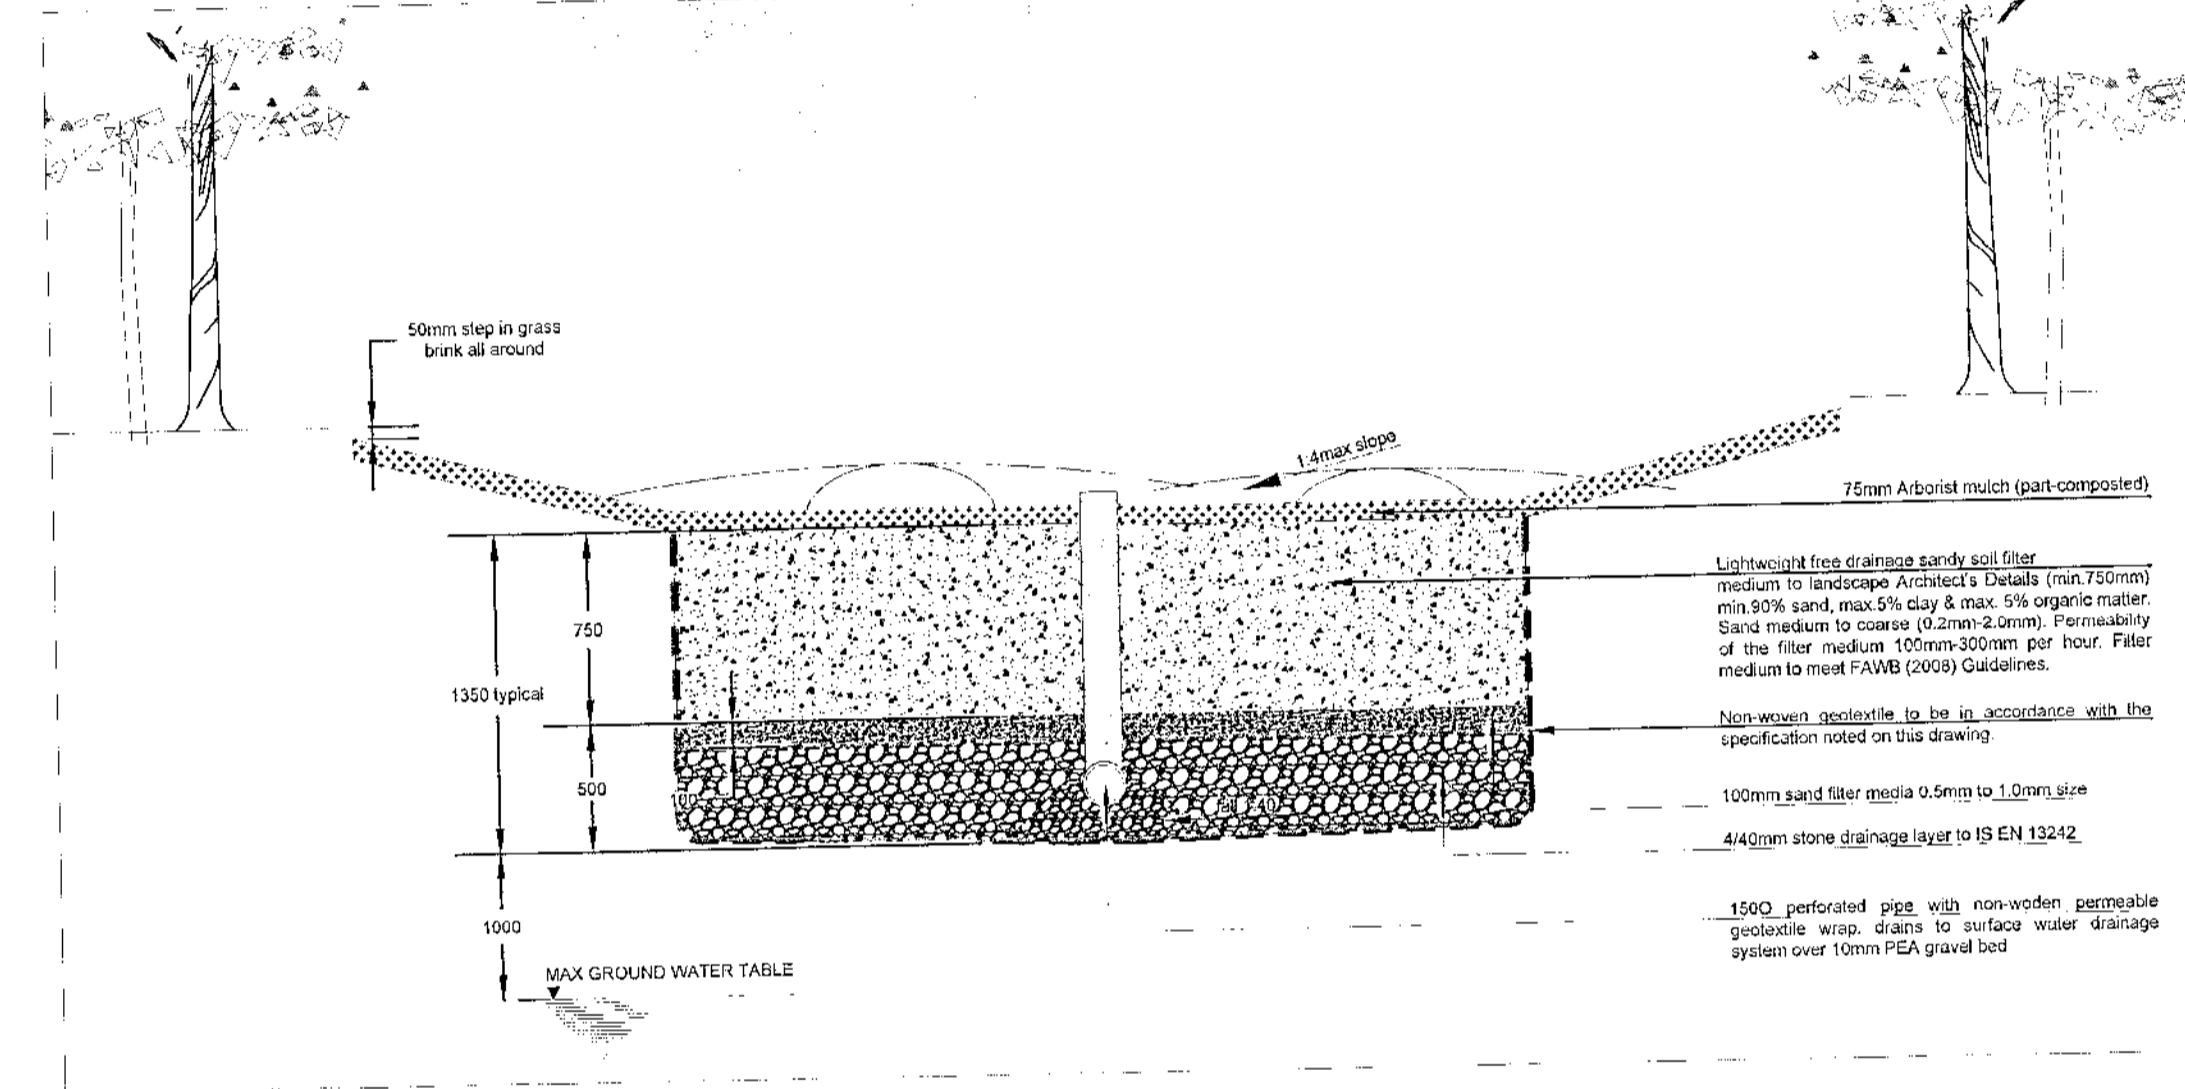 50mm step in grass
brink all around
1:4max slope
75mm Arborist mulch (part-composted)
Lightweight free drainage sandy soil filter
medium to landscape Architect's Details (min.750mm)
min.90% sand, max.5% clay & max. 5% organic matter.
Sand medium to coarse (0.2mm-2.0mm). Permeability
of the filter medium 100mm-300mm per hour. Filter
medium to meet FAWB (2008) Guidelines.
750
1350 typical
Non-woven geotextile to be in accordance with the
specification noted on this drawing.
500
100
fall 1:40
100mm sand filter media 0.5mm to 1.0mm size
4/40mm stone drainage layer to IS EN 13242
150O perforated pipe with non-woden permeable
geotextile wrap. drains to surface water drainage
system over 10mm PEA gravel bed
1000
MAX GROUND WATER TABLE